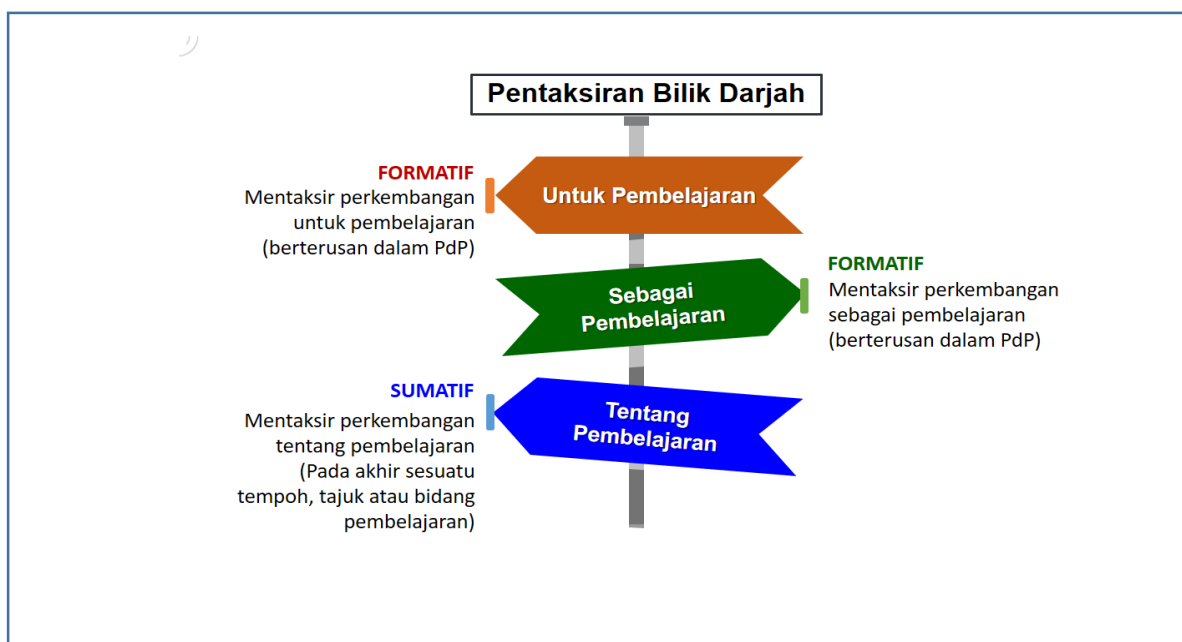 Pentaksiran Bilik Darjah
FORMATIF
Mentaksir perkembangan
untuk pembelajaran
(berterusan dalam PdP)
Untuk Pembelajaran
Sebagai
Pembelajaran
FORMATIF
Mentaksir perkembangan
sebagai pembelajaran
(berterusan dalam PdP)
SUMATIF
Mentaksir perkembangan
tentang pembelajaran
(Pada akhir sesuatu
tempoh, tajuk atau bidang
pembelajaran)
Tentang
Pembelajaran